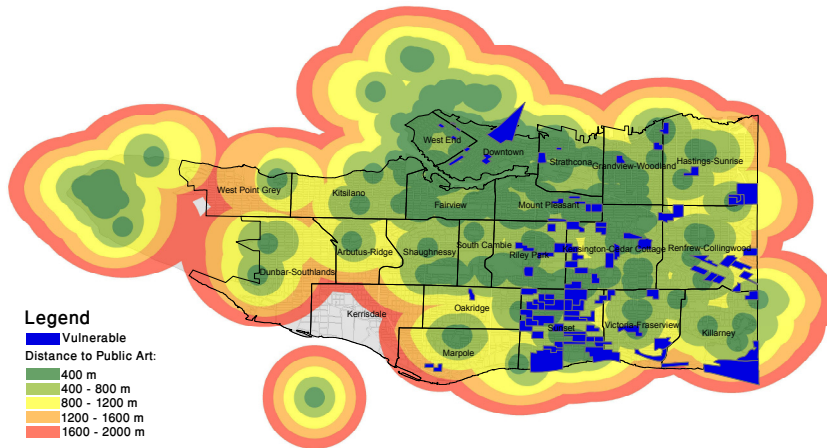 West End
Downtown
Strathcona
Grandview-Woodland
Hastings-Sunrise
West Point Grey
Kitsilano
Fairview
Mount Pleasant
Arbutus-Ridge
Shaughnessy
South Cambie
Riley Park
Kensington-Cedar Cottage
Renfrew-Collingwood
Dunbar-Southlands
Kerrisdale
Oakridge
Sunset
Victoria-Fraserview
Killarney
Marpole
Legend
Vulnerable
Distance to Public Art:
400 m
400 - 800 m
800 - 1200 m
1200 - 1600 m
1600 - 2000 m